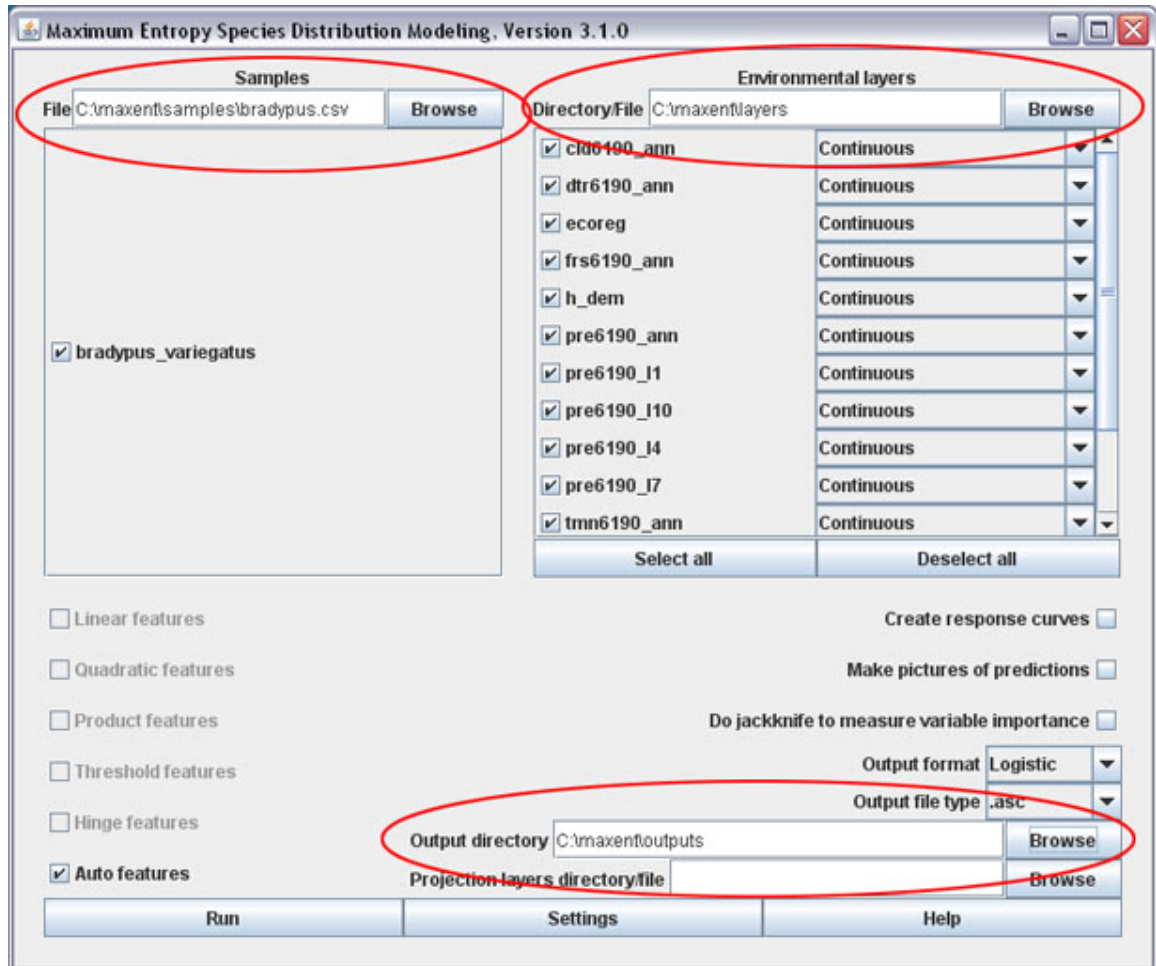 Maximum Entropy Species Distribution Modeling, Version 3.1.0
Samples
File C:\maxent\samples\bradypus.csv Browse
bradypus_variegatus
Environmental layers
Directory/File C:\maxent\layers Browse
cld6190_ann Continuous
dtr6190_ann Continuous
ecoreg Continuous
frs6190_ann Continuous
h_dem Continuous
pre6190_ann Continuous
pre6190_l1 Continuous
pre6190_l10 Continuous
pre6190_l4 Continuous
pre6190_l7 Continuous
tmn6190_ann Continuous
Select all Deselect all
Linear features
Quadratic features
Product features
Threshold features
Hinge features
Auto features
Create response curves
Make pictures of predictions
Do jackknife to measure variable importance
Output format Logistic
Output file type .asc
Output directory C:\maxent\outputs Browse
Projection layers directory/file Browse
Run Settings Help